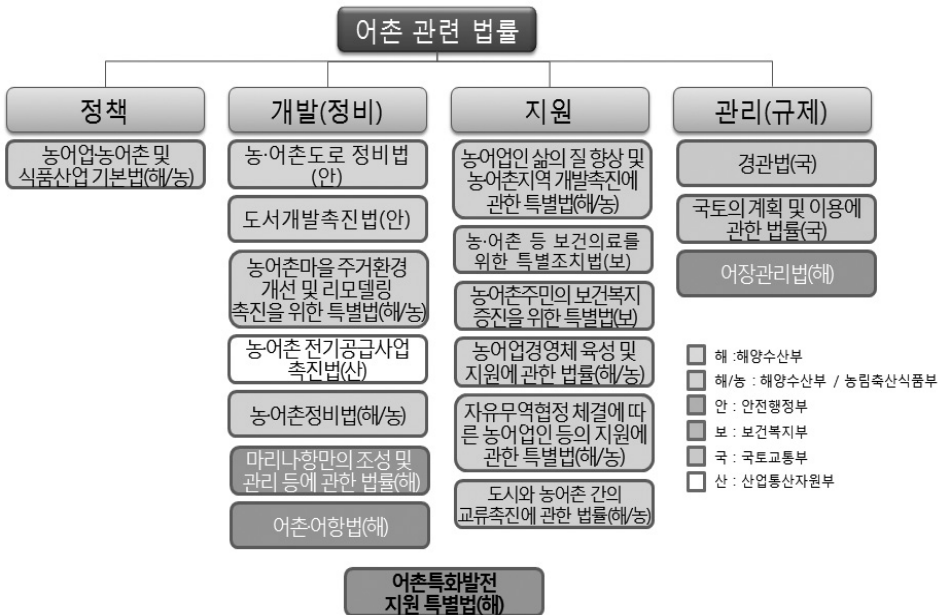 어촌 관련 법률
정책
농어업·농어촌 및
식품산업 기본법(해/농)
개발(정비)
농·어촌도로 정비법
(안)
도서개발촉진법(안)
농어촌마을 주거환경
개선 및 리모델링
촉진을 위한 특별법(해/농)
농어촌 전기공급사업
촉진법(산)
농어촌정비법(해/농)
마리나·항만의 조성 및
관리 등에 관한 법률(해)
어촌·어항법(해)
지원
농어업인 삶의 질 향상 및
농어촌지역 개발촉진에
관한 특별법(해/농)
농·어촌 등 보건의료를
위한 특별조치법(보)
농어촌주민의 보건복지
증진을 위한 특별법(보)
농어업경영체 육성 및
지원에 관한 법률(해/농)
자유무역협정 체결에 따
른 농어업인 등의 지원에
관한 특별법(해/농)
도시와 농어촌 간의
교류촉진에 관한 법률(해/농)
관리(규제)
경관법(국)
국토의 계획 및 이용에
관한 법률(국)
어장관리법(해)
해 :해양수산부
해/농 : 해양수산부 / 농림축산식품부
안 : 안전행정부
보 : 보건복지부
국 : 국토교통부
산 : 산업통산자원부
어촌특화발전
지원 특별법(해)